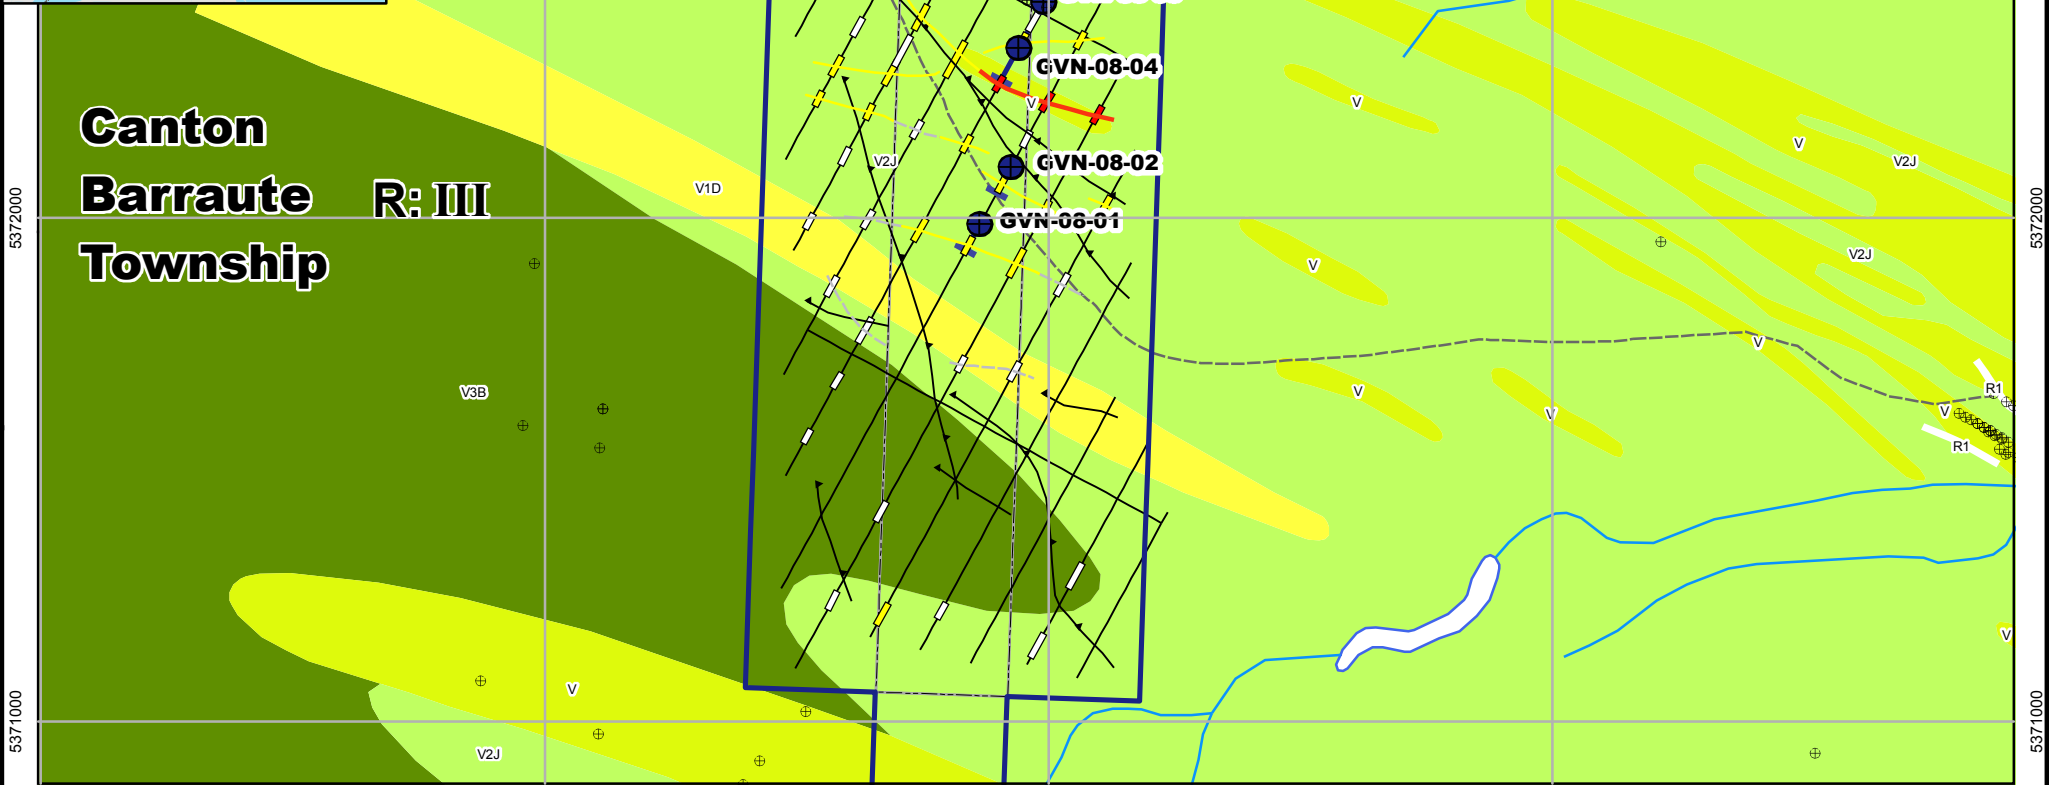 GVN-08-04
V
V
V
V2J
Canton
Barraute
Township
R: III
V1D
V2J
GVN-08-02
GVN-08-01
5372000
5372000
V
V2J
V
V3B
V
V
V
R1
V
R1
V
V
V2J
5371000
5371000